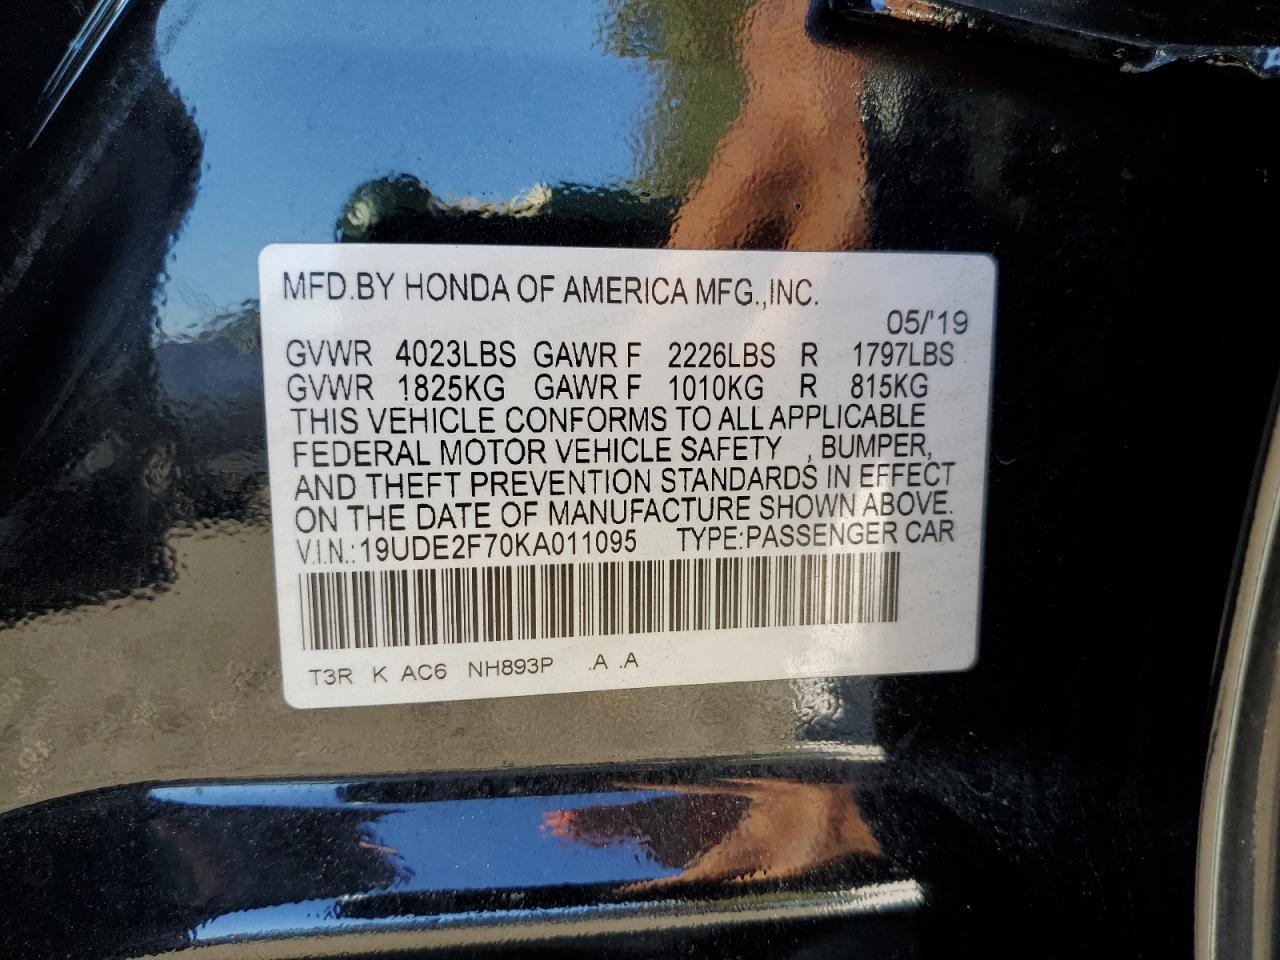 MFD.BY HONDA OF AMERICA MFG.,INC.
05/'19
GVWR 4023LBS GAWR F 2226LBS R 1797LBS
GVWR 1825KG GAWR F 1010KG R 815KG
THIS VEHICLE CONFORMS TO ALL APPLICABLE
FEDERAL MOTOR VEHICLE SAFETY , BUMPER,
AND THEFT PREVENTION STANDARDS IN EFFECT
ON THE DATE OF MANUFACTURE SHOWN ABOVE.
V.I.N.:19UDE2F70KA011095 TYPE:PASSENGER CAR
T3R K AC6 NH893P .A .A